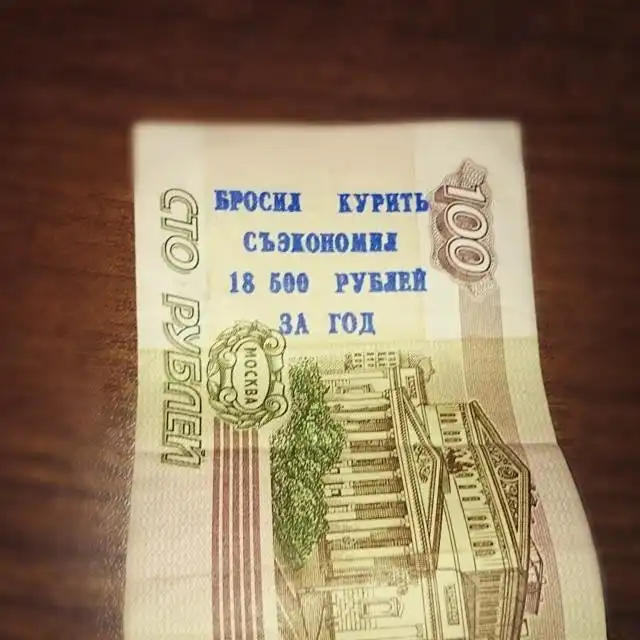 БРОСИЛ КУРИТЬ
СЪЭКОНОМИЛ
18 500 РУБЛЕЙ
ЗА ГОД
100
СТО РУБЛЕЙ
МОСКВА